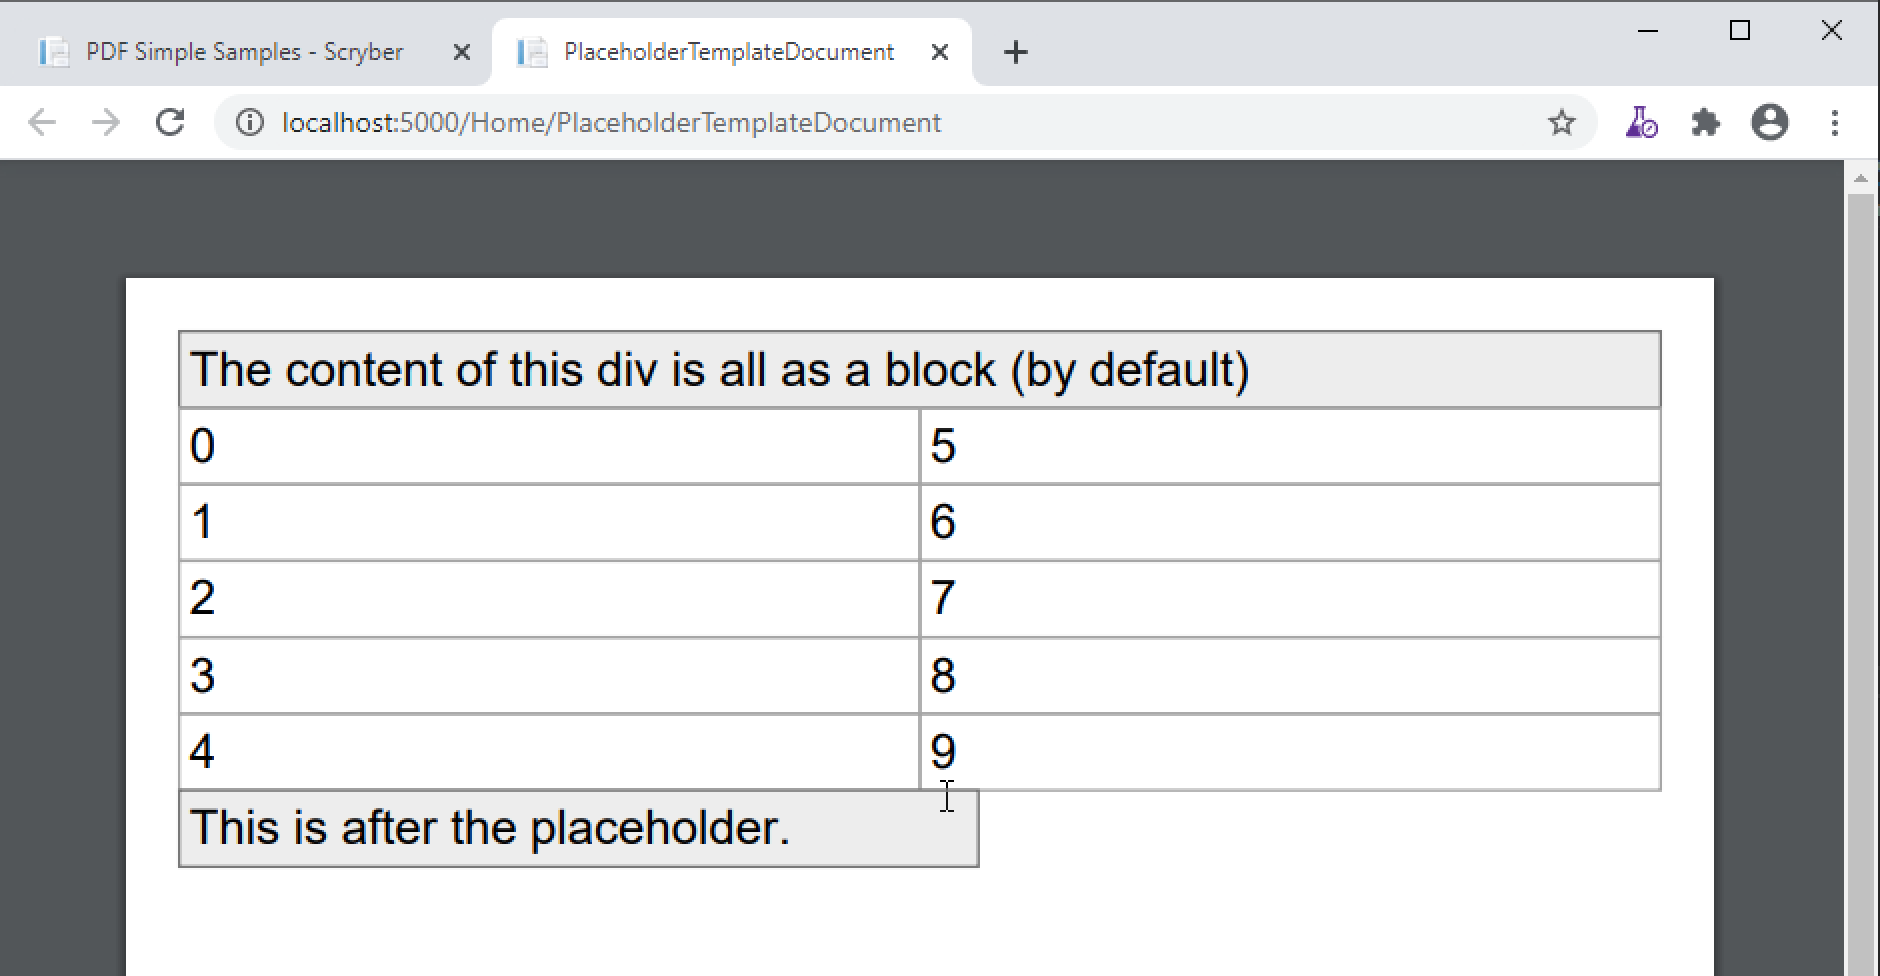 PDF Simple Samples - Scryber
PlaceholderTemplateDocument
localhost:5000/Home/PlaceholderTemplateDocument
The content of this div is all as a block (by default)
0 5
1 6
2 7
3 8
4 9
This is after the placeholder.